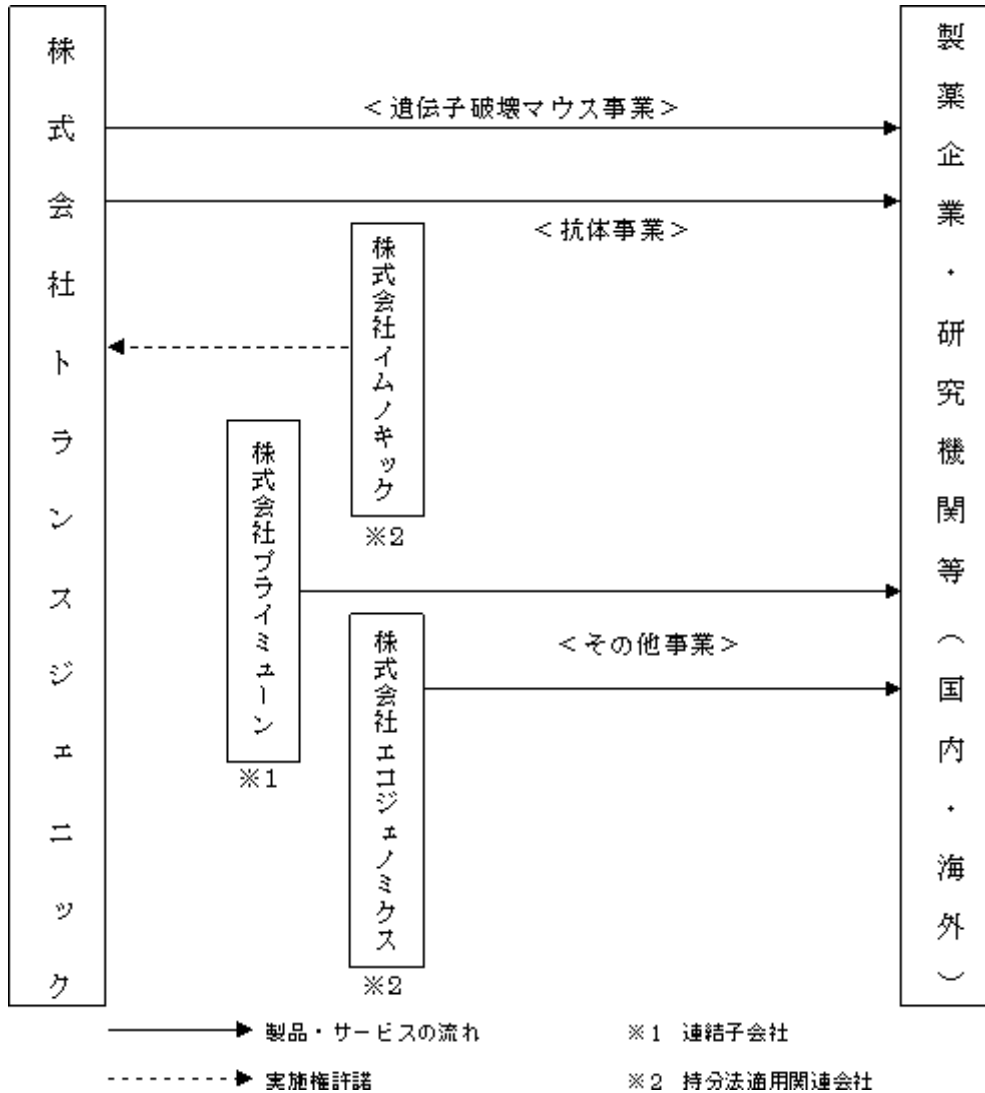 株式会社トランスジェニック
＜遺伝子破壊マウス事業＞
＜抗体事業＞
株式会社イムノキック
※2
株式会社プライミューン
※1
＜その他事業＞
株式会社エコジェノミクス
※2
製薬企業・研究機関等（国内・海外）
製品・サービスの流れ
※1 連結子会社
実施権許諾
※2 持分法適用関連会社